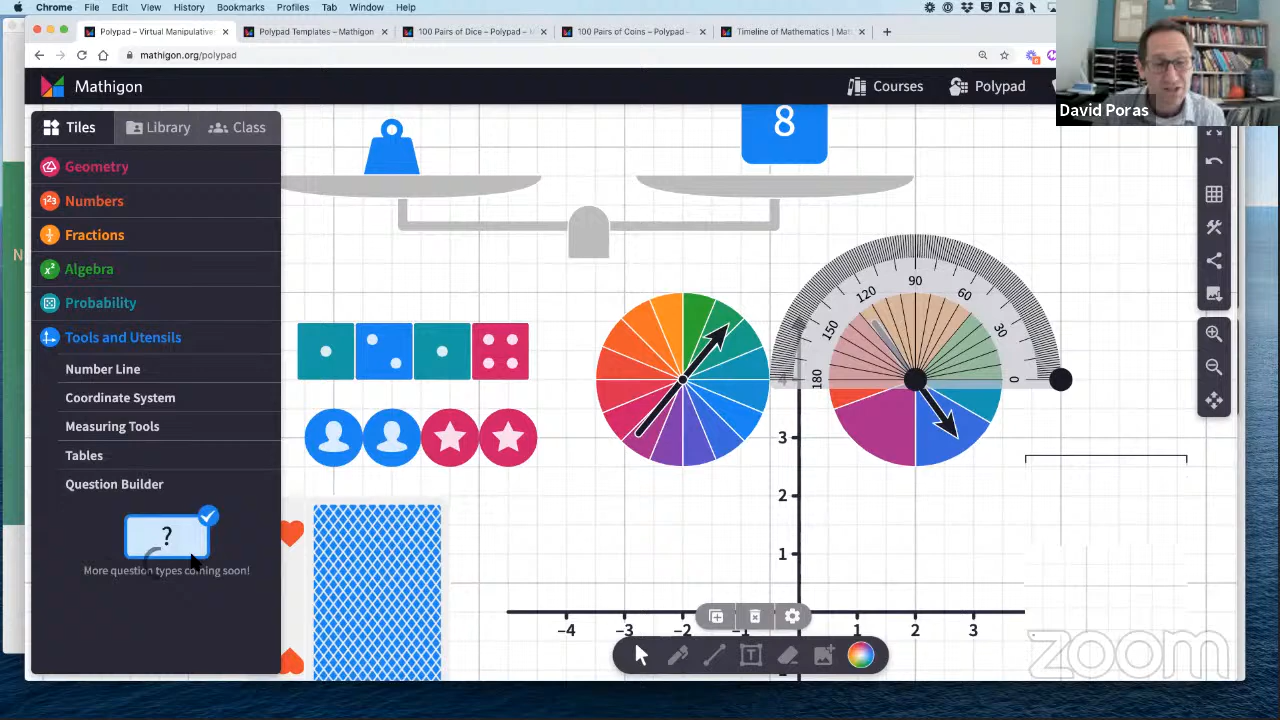 Chrome File Edit View History Bookmarks Profiles Tab Window Help
Polypad – Virtual Manipulative
Polypad Templates – Mathigon
100 Pairs of Dice – Polypad –
100 Pairs of Coins – Polypad –
Timeline of Mathematics | Mat
mathigon.org/polypad
Mathigon
Courses
Polypad
David Poras
Tiles
Library
Class
Geometry
Numbers
Fractions
Algebra
Probability
Tools and Utensils
Number Line
Coordinate System
Measuring Tools
Tables
Question Builder
?
More question types coming soon!
8
180
150
120
90
60
30
0
3
2
1
–4
–3
–2
1
2
3
zoom
N